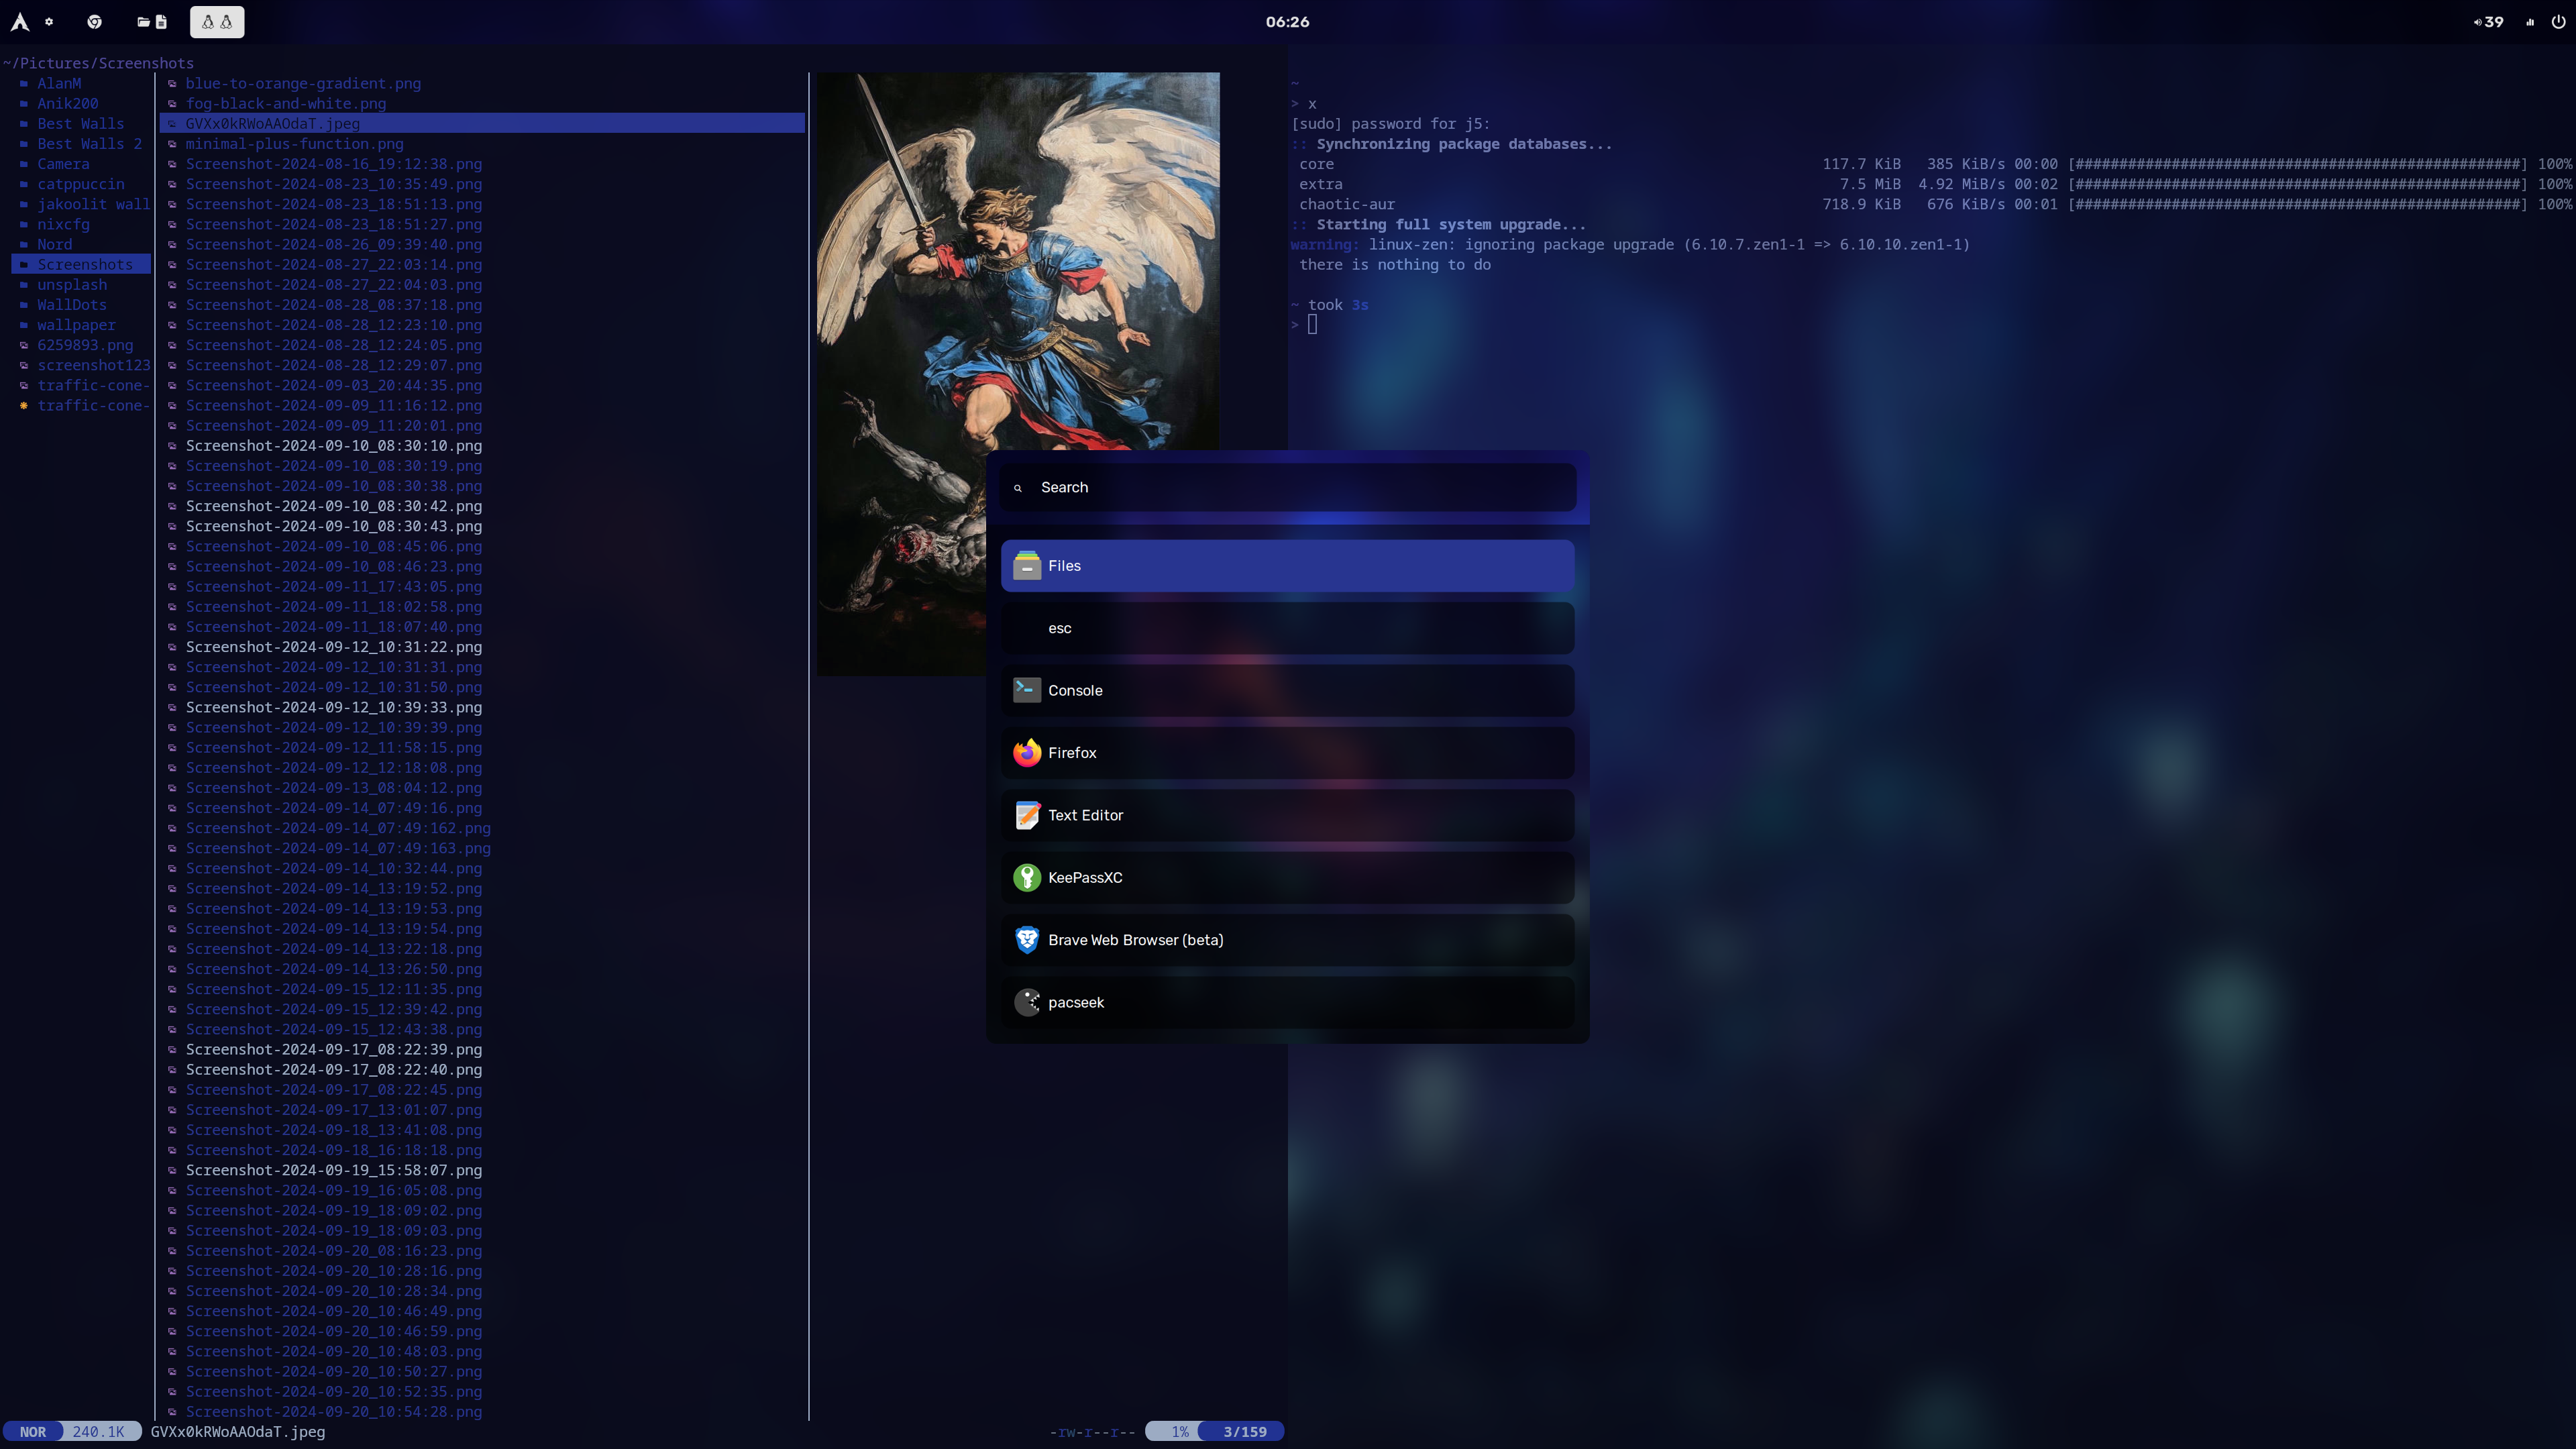 06:26
39
~/Pictures/Screenshots
AlanM
Anik200
Best Walls
Best Walls 2
Camera
catppuccin
jakoolit wall
nixcfg
Nord
Screenshots
unsplash
WallDots
wallpaper
6259893.png
screenshot123
traffic-cone-
traffic-cone-
blue-to-orange-gradient.png
fog-black-and-white.png
GVXx0kRWoAAOdaT.jpeg
minimal-plus-function.png
Screenshot-2024-08-16_19:12:38.png
Screenshot-2024-08-23_10:35:49.png
Screenshot-2024-08-23_18:51:13.png
Screenshot-2024-08-23_18:51:27.png
Screenshot-2024-08-26_09:39:40.png
Screenshot-2024-08-27_22:03:14.png
Screenshot-2024-08-27_22:04:03.png
Screenshot-2024-08-28_08:37:18.png
Screenshot-2024-08-28_12:23:10.png
Screenshot-2024-08-28_12:24:05.png
Screenshot-2024-08-28_12:29:07.png
Screenshot-2024-09-03_20:44:35.png
Screenshot-2024-09-09_11:16:12.png
Screenshot-2024-09-09_11:20:01.png
Screenshot-2024-09-10_08:30:10.png
Screenshot-2024-09-10_08:30:19.png
Screenshot-2024-09-10_08:30:38.png
Screenshot-2024-09-10_08:30:42.png
Screenshot-2024-09-10_08:30:43.png
Screenshot-2024-09-10_08:45:06.png
Screenshot-2024-09-10_08:46:23.png
Screenshot-2024-09-11_17:43:05.png
Screenshot-2024-09-11_18:02:58.png
Screenshot-2024-09-11_18:07:40.png
Screenshot-2024-09-12_10:31:22.png
Screenshot-2024-09-12_10:31:31.png
Screenshot-2024-09-12_10:31:50.png
Screenshot-2024-09-12_10:39:33.png
Screenshot-2024-09-12_10:39:39.png
Screenshot-2024-09-12_11:58:15.png
Screenshot-2024-09-12_12:18:08.png
Screenshot-2024-09-13_08:04:12.png
Screenshot-2024-09-14_07:49:16.png
Screenshot-2024-09-14_07:49:162.png
Screenshot-2024-09-14_07:49:163.png
Screenshot-2024-09-14_10:32:44.png
Screenshot-2024-09-14_13:19:52.png
Screenshot-2024-09-14_13:19:53.png
Screenshot-2024-09-14_13:19:54.png
Screenshot-2024-09-14_13:22:18.png
Screenshot-2024-09-14_13:26:50.png
Screenshot-2024-09-15_12:11:35.png
Screenshot-2024-09-15_12:39:42.png
Screenshot-2024-09-15_12:43:38.png
Screenshot-2024-09-17_08:22:39.png
Screenshot-2024-09-17_08:22:40.png
Screenshot-2024-09-17_08:22:45.png
Screenshot-2024-09-17_13:01:07.png
Screenshot-2024-09-18_13:41:08.png
Screenshot-2024-09-18_16:18:18.png
Screenshot-2024-09-19_15:58:07.png
Screenshot-2024-09-19_16:05:08.png
Screenshot-2024-09-19_18:09:02.png
Screenshot-2024-09-19_18:09:03.png
Screenshot-2024-09-20_08:16:23.png
Screenshot-2024-09-20_10:28:16.png
Screenshot-2024-09-20_10:28:34.png
Screenshot-2024-09-20_10:46:49.png
Screenshot-2024-09-20_10:46:59.png
Screenshot-2024-09-20_10:48:03.png
Screenshot-2024-09-20_10:50:27.png
Screenshot-2024-09-20_10:52:35.png
Screenshot-2024-09-20_10:54:28.png
NOR 240.1K GVXx0kRWoAAOdaT.jpeg -rw-r--r-- 1% 3/159
~
> x
[sudo] password for j5:
:: Synchronizing package databases...
core 117.7 KiB 385 KiB/s 00:00 [###################################################] 100%
extra 7.5 MiB 4.92 MiB/s 00:02 [###################################################] 100%
chaotic-aur 718.9 KiB 676 KiB/s 00:01 [###################################################] 100%
:: Starting full system upgrade...
warning: linux-zen: ignoring package upgrade (6.10.7.zen1-1 => 6.10.10.zen1-1)
there is nothing to do
~ took 3s
>
Search
Files
esc
Console
Firefox
Text Editor
KeePassXC
Brave Web Browser (beta)
pacseek